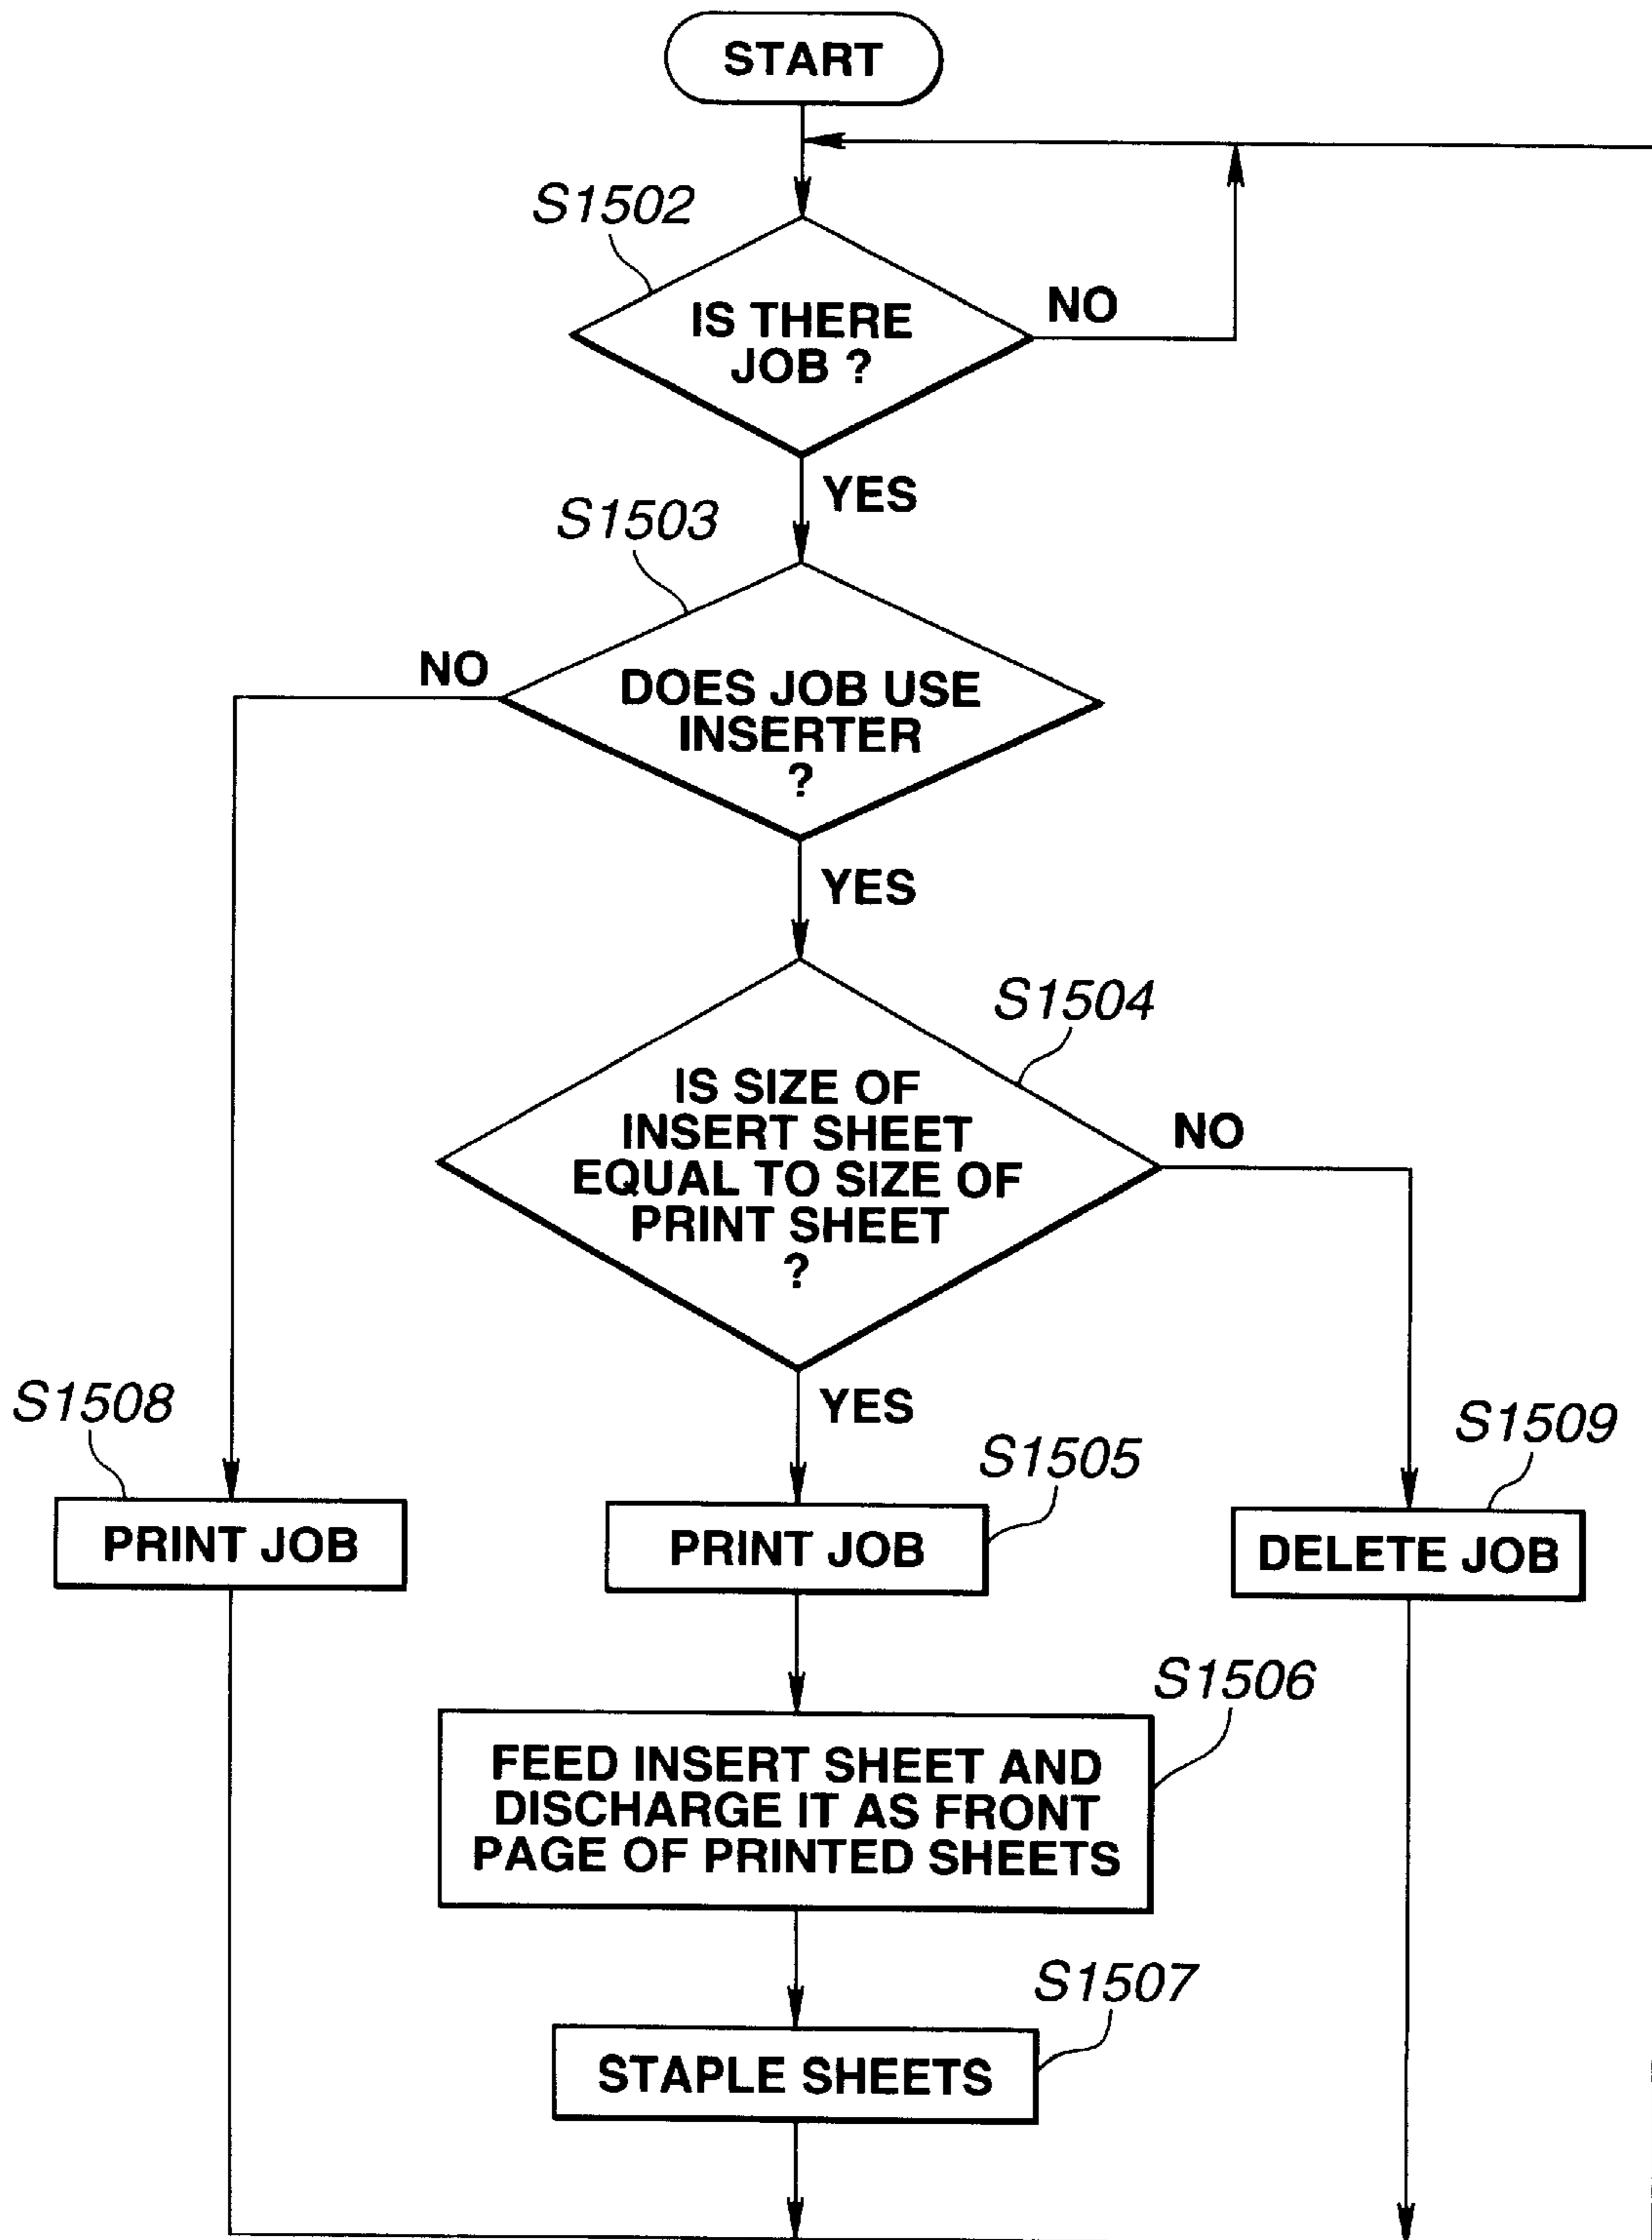 START
S1502
IS THERE
JOB ?
NO
YES
S1503
NO
DOES JOB USE
INSERTER
?
YES
S1504
IS SIZE OF
INSERT SHEET
EQUAL TO SIZE OF
PRINT SHEET
?
NO
YES
S1508
PRINT JOB
S1505
PRINT JOB
S1509
DELETE JOB
S1506
FEED INSERT SHEET AND
DISCHARGE IT AS FRONT
PAGE OF PRINTED SHEETS
S1507
STAPLE SHEETS